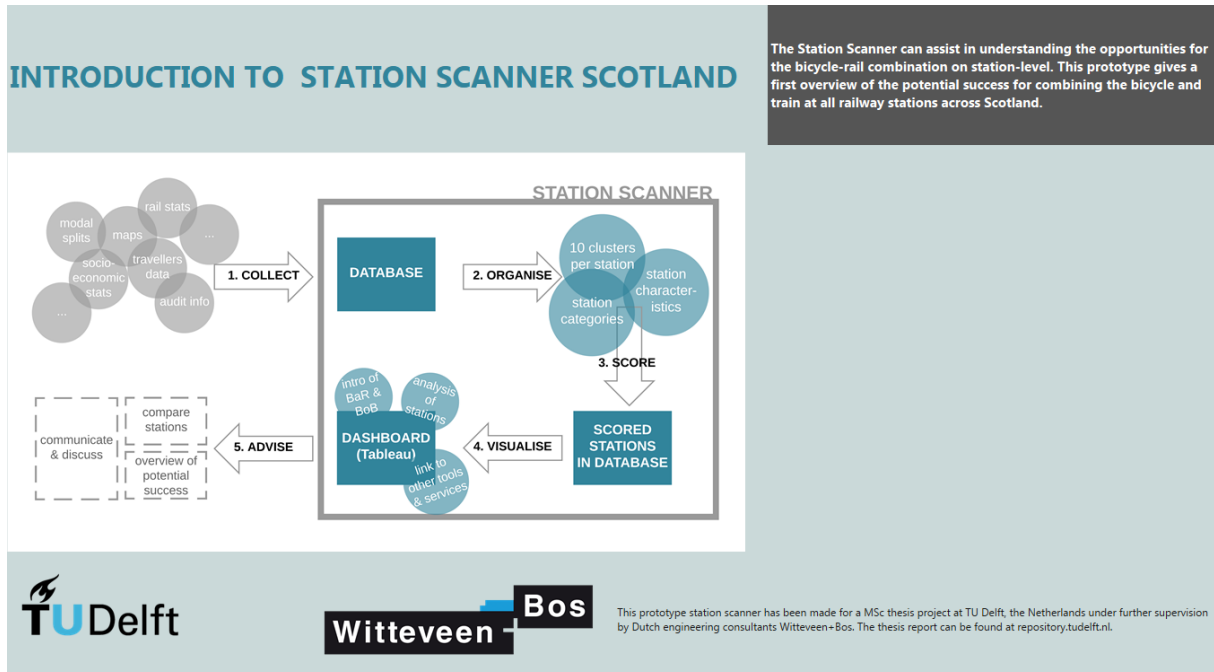 INTRODUCTION TO STATION SCANNER SCOTLAND
The Station Scanner can assist in understanding the opportunities for
the bicycle-rail combination on station-level. This prototype gives a
first overview of the potential success for combining the bicycle and
train at all railway stations across Scotland.
STATION SCANNER
modal
splits
maps
rail stats
...
socio-
economic
stats
travellers
data
audit info
...
1. COLLECT
DATABASE
2. ORGANISE
10 clusters
per station
station
character-
istics
station
categories
3. SCORE
SCORED
STATIONS
IN DATABASE
4. VISUALISE
intro of
BaR &
BoB
analysis
of
stations
DASHBOARD
(Tableau)
link to
other tools
& services
5. ADVISE
communicate
& discuss
compare
stations
overview of
potential
success
TU Delft
Witteveen
+
Bos
This prototype station scanner has been made for a MSc thesis project at TU Delft, the Netherlands under further supervision
by Dutch engineering consultants Witteveen+Bos. The thesis report can be found at repository.tudelft.nl.